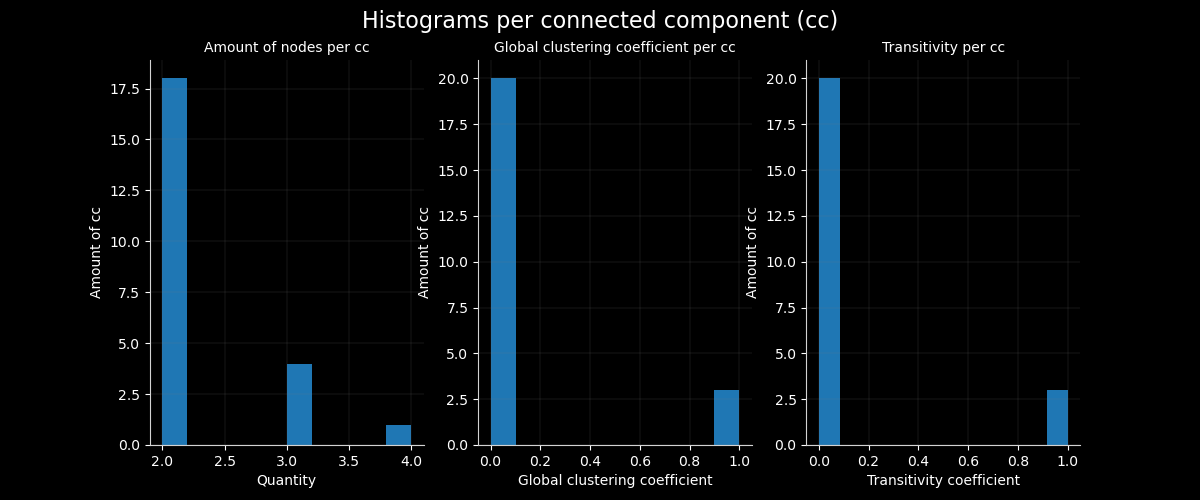 Histograms per connected component (cc)
Amount of nodes per cc
Global clustering coefficient per cc
Transitivity per cc
Amount of cc
17.5
15.0
12.5
10.0
7.5
5.0
2.5
0.0
2.0 2.5 3.0 3.5 4.0
Quantity
Amount of cc
20.0
17.5
15.0
12.5
10.0
7.5
5.0
2.5
0.0
0.0 0.2 0.4 0.6 0.8 1.0
Global clustering coefficient
Amount of cc
20.0
17.5
15.0
12.5
10.0
7.5
5.0
2.5
0.0
0.0 0.2 0.4 0.6 0.8 1.0
Transitivity coefficient